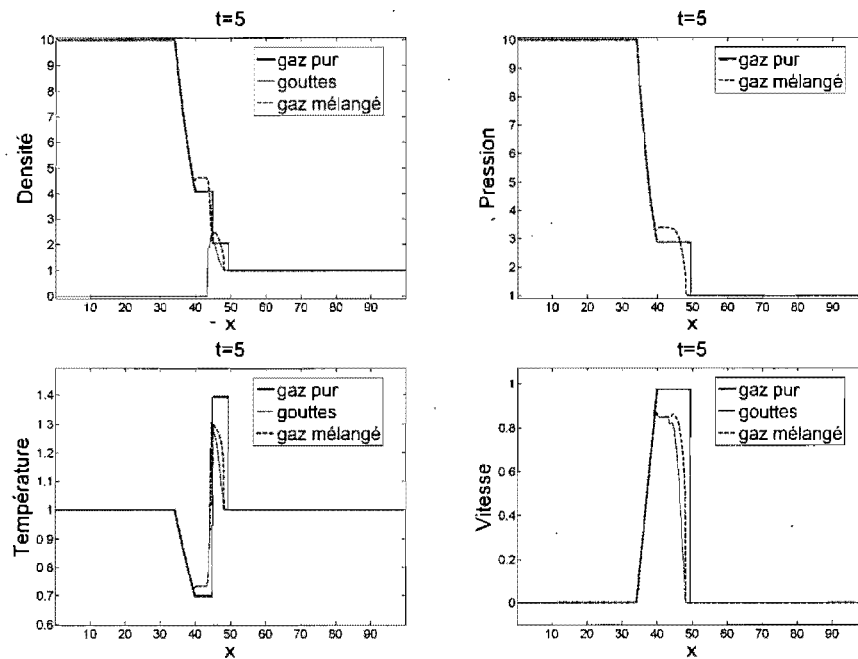 t=5
10
9
8
7
6
5
4
3
2
1
0
Densité
gaz pur
gouttes
gaz mélangé
10 20 30 40 50 60 70 80 90
x
t=5
10
9
8
7
6
5
4
3
2
1
Pression
gaz pur
gaz mélangé
10 20 30 40 50 60 70 80 90
x
t=5
1.4
1.3
1.2
1.1
1
0.9
0.8
0.7
0.6
Température
gaz pur
gouttes
gaz mélangé
10 20 30 40 50 60 70 80 90
x
t=5
1
0.8
0.6
0.4
0.2
0
Vitesse
gaz pur
gouttes
gaz mélangé
10 20 30 40 50 60 70 80 90
x